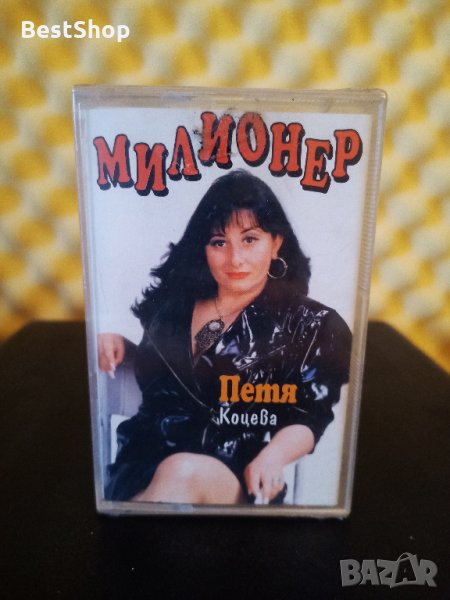 BestShop
МИЛИОНЕР
Петя
Коцева
BAZAR